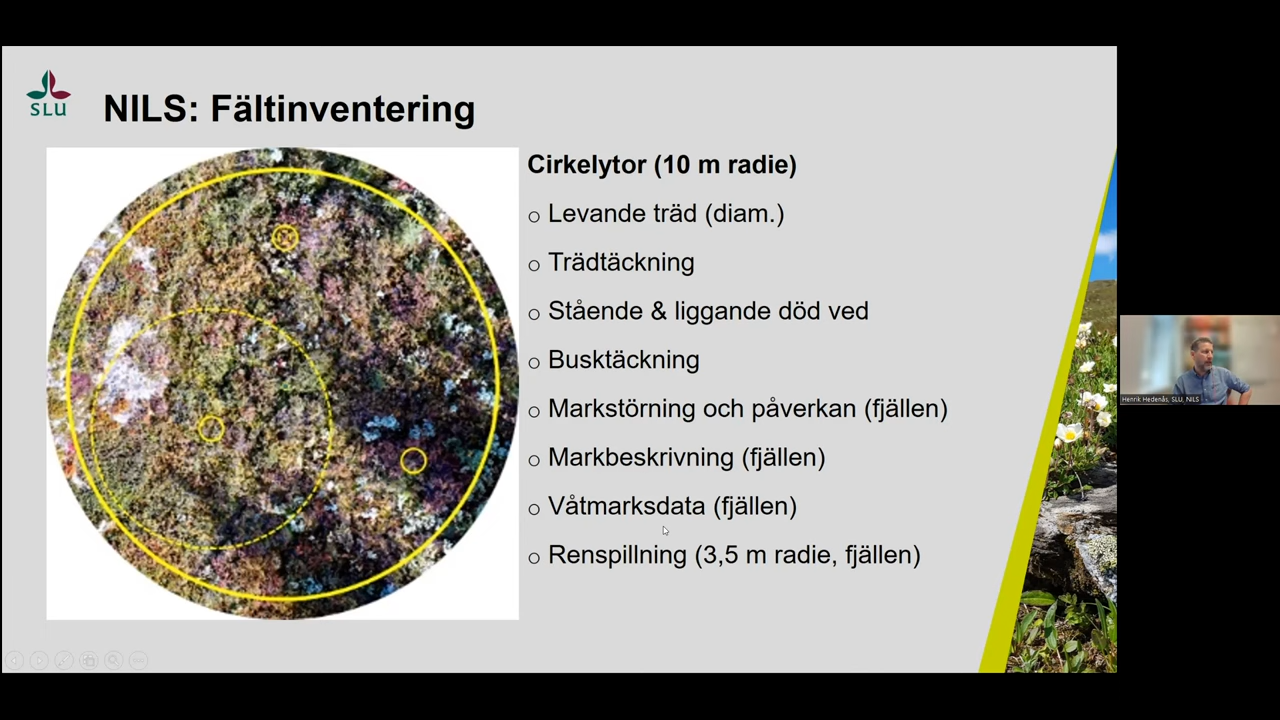 SLU
NILS: Fältinventering
Cirkelytor (10 m radie)
o Levande träd (diam.)
o Trädtäckning
o Stående & liggande död ved
o Busktäckning
o Markstörning och påverkan (fjällen)
o Markbeskrivning (fjällen)
o Våtmarksdata (fjällen)
o Renspillning (3,5 m radie, fjällen)
Henrik Hedenås, SLU, NILS